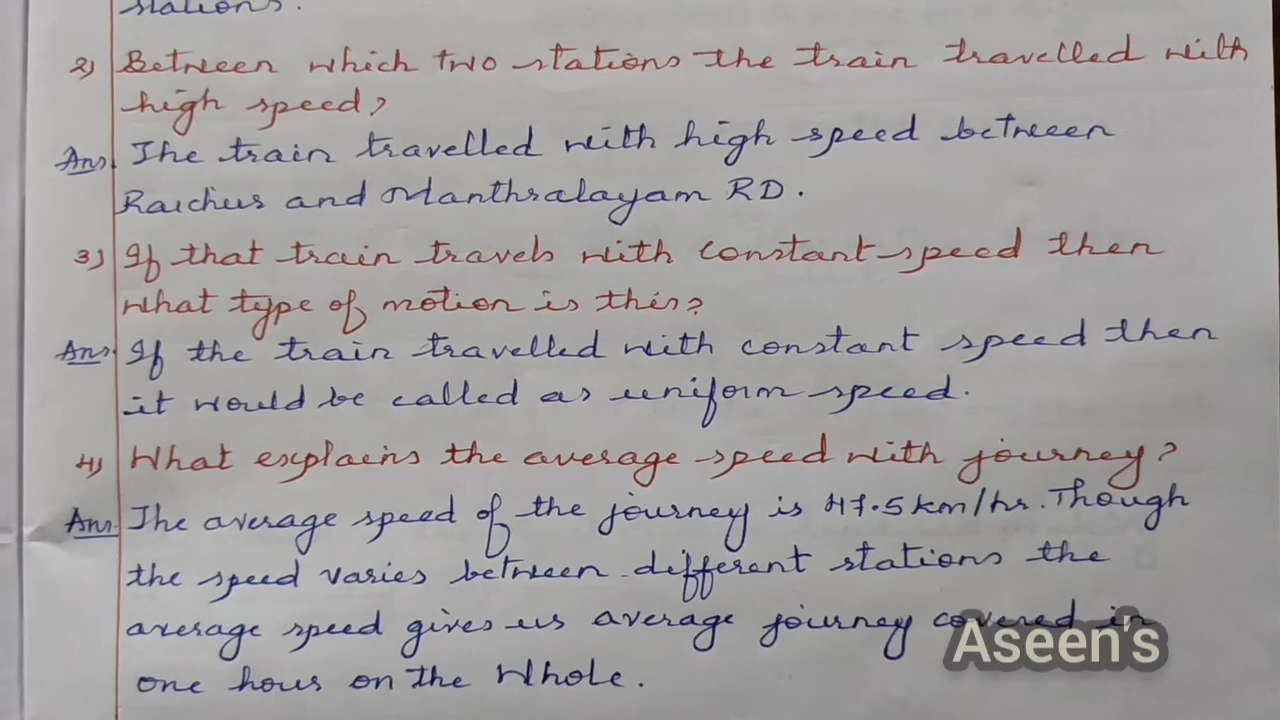 stations.
2) Between which two stations the train travelled with
high speed?
Ans. The train travelled with high speed between
Raichur and Manthralayam RD.
3) If that train travels with constant speed then
what type of motion is this?
Ans. If the train travelled with constant speed then
it would be called as uniform speed.
4) What explains the average speed with journey?
Ans. The average speed of the journey is 47.5 km/hr. Though
the speed varies between different stations the
average speed gives us average journey covered in
one hour on the whole.
Aseen's